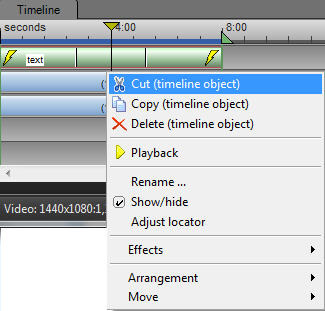 Timeline
seconds 4:00 8:00
text
Cut (timeline object)
Copy (timeline object)
Delete (timeline object)
Playback
Rename ...
Show/hide
Adjust locator
Effects
Arrangement
Move
Video: 1440x1080:1,